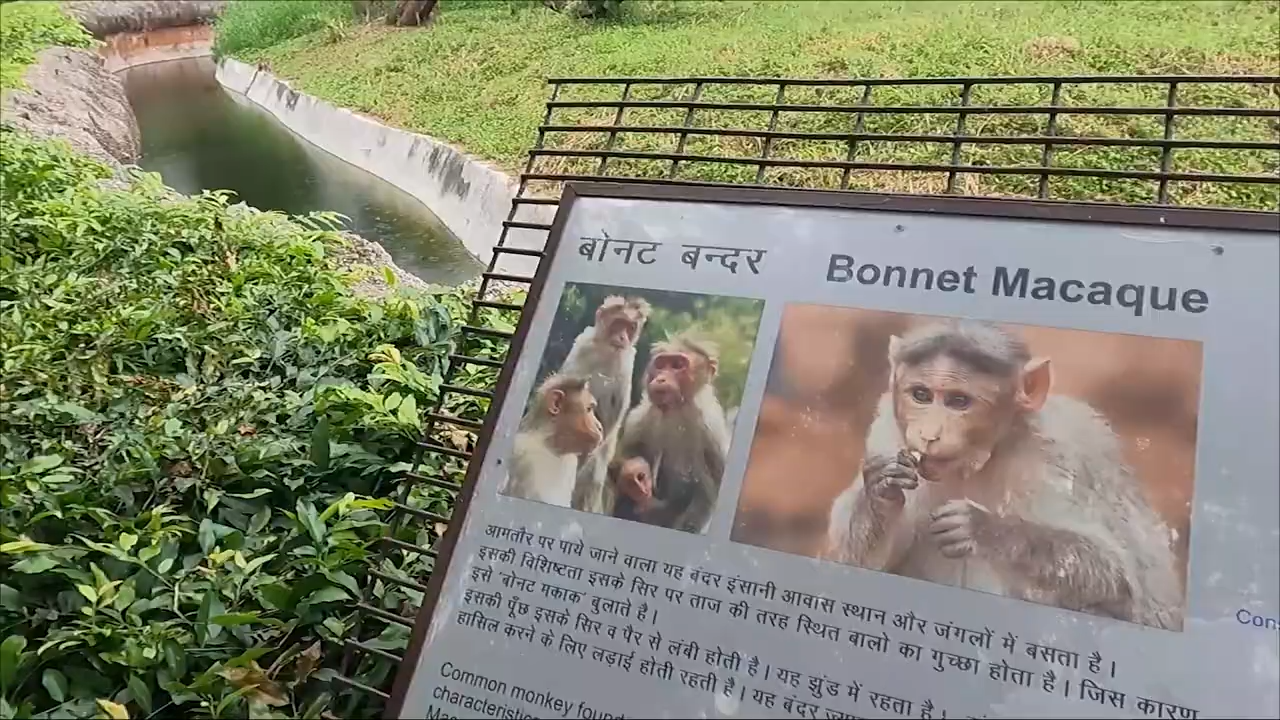 बोनट बन्दर
Bonnet Macaque
आमतौर पर पाये जाने वाला यह बंदर इंसानी आवास स्थान और जंगलों में बसता है।
इसकी विशिष्टता इसके सिर पर ताज की तरह स्थित बालो का गुच्छा होता है। जिस कारण
इसे 'बोनट मकाक' बुलाते है।
इसकी पूँछ इसके सिर व पैर से लंबी होती है। यह झुंड में रहता है।
हासिल करने के लिए लड़ाई होती रहती है। यह बंदर
Common monkey found